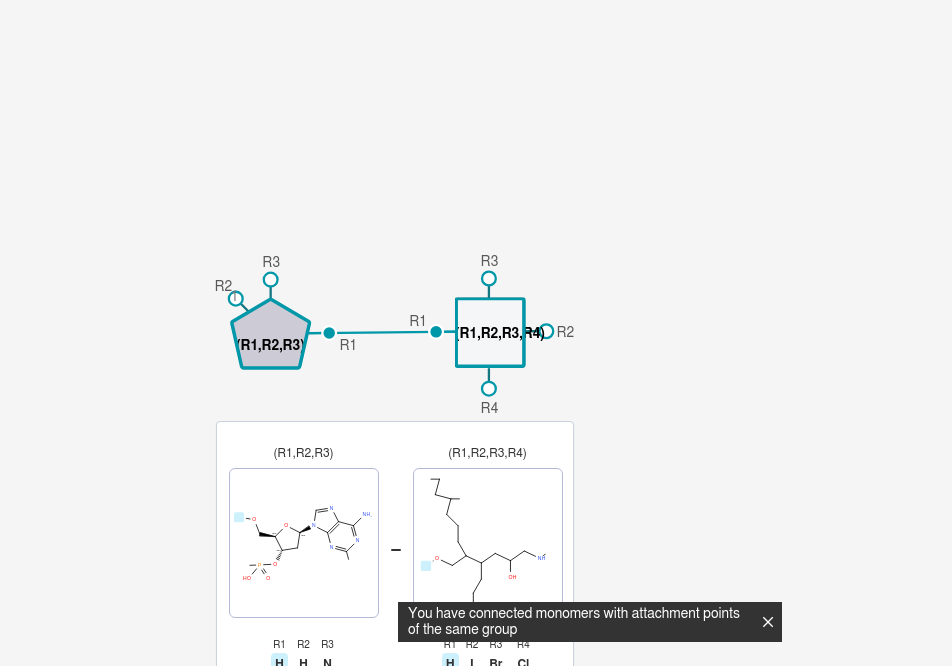 R3
R3
R2
R1
(R1,R2,R3)
R1
(R1,R2,R3,R4)
R2
R4
(R1,R2,R3) (R1,R2,R3,R4)
–
O O N N NH
N N N
O
P O
HO O
O NH
OH
You have connected monomers with attachment points
of the same group
R1 R2 R3 R1 R2 R3 R4
H H N H I Br Cl